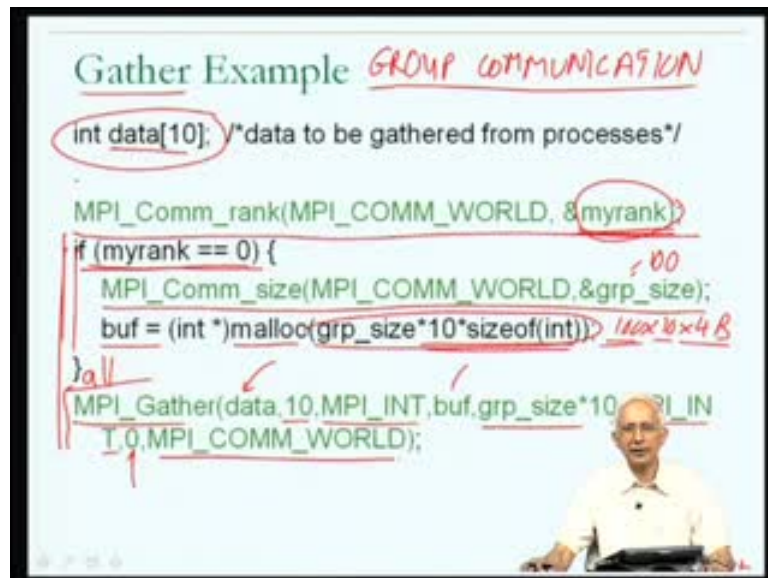 Gather Example GROUP COMMUNICATION
int data[10]; /*data to be gathered from processes*/
.
MPI_Comm_rank(MPI_COMM_WORLD, &myrank);
if (myrank == 0) {
100
MPI_Comm_size(MPI_COMM_WORLD,&grp_size);
buf = (int *)malloc(grp_size*10*sizeof(int)); 100x10x4 B
} all
MPI_Gather(data,10,MPI_INT,buf,grp_size*10 PI_IN
T,0,MPI_COMM_WORLD);